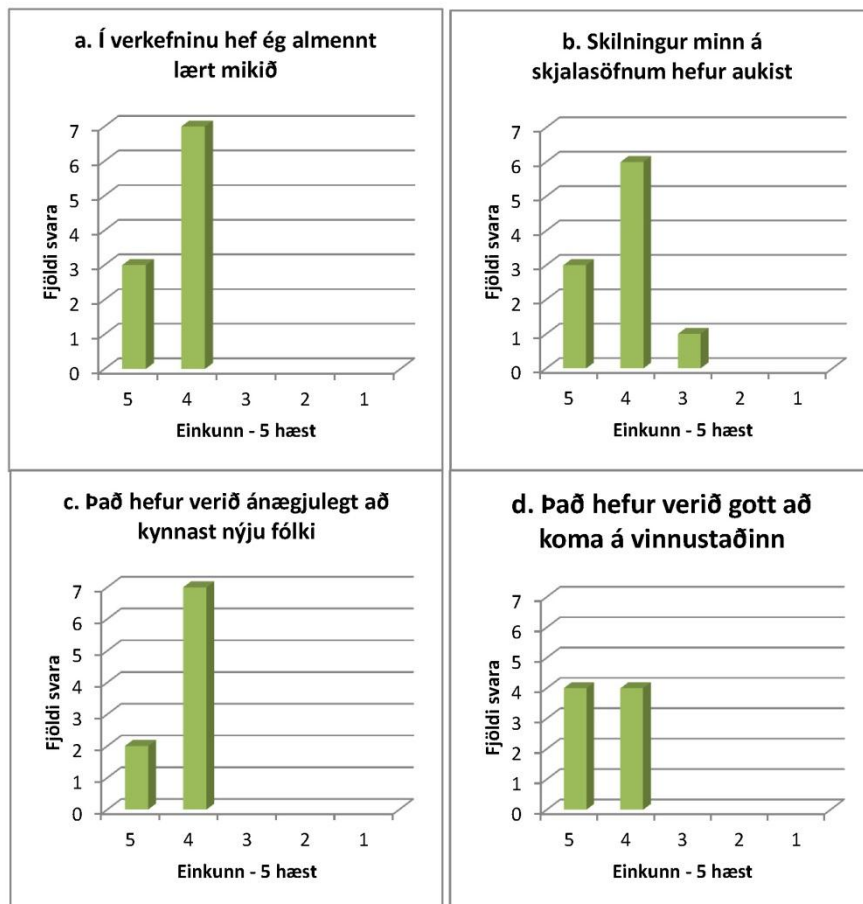 a. Í verkefninu hef ég almennt
lært mikið
Fjöldi svara
7
6
5
4
3
2
1
0
5 4 3 2 1
Einkunn - 5 hæst
b. Skilningur minn á
skjalasöfnum hefur aukist
Fjöldi svara
7
6
5
4
3
2
1
0
5 4 3 2 1
Einkunn - 5 hæst
c. Það hefur verið ánægjulegt að
kynnast nýju fólki
Fjöldi svara
7
6
5
4
3
2
1
0
5 4 3 2 1
Einkunn - 5 hæst
d. Það hefur verið gott að
koma á vinnustaðinn
Fjöldi svara
7
6
5
4
3
2
1
0
5 4 3 2 1
Einkunn - 5 hæst